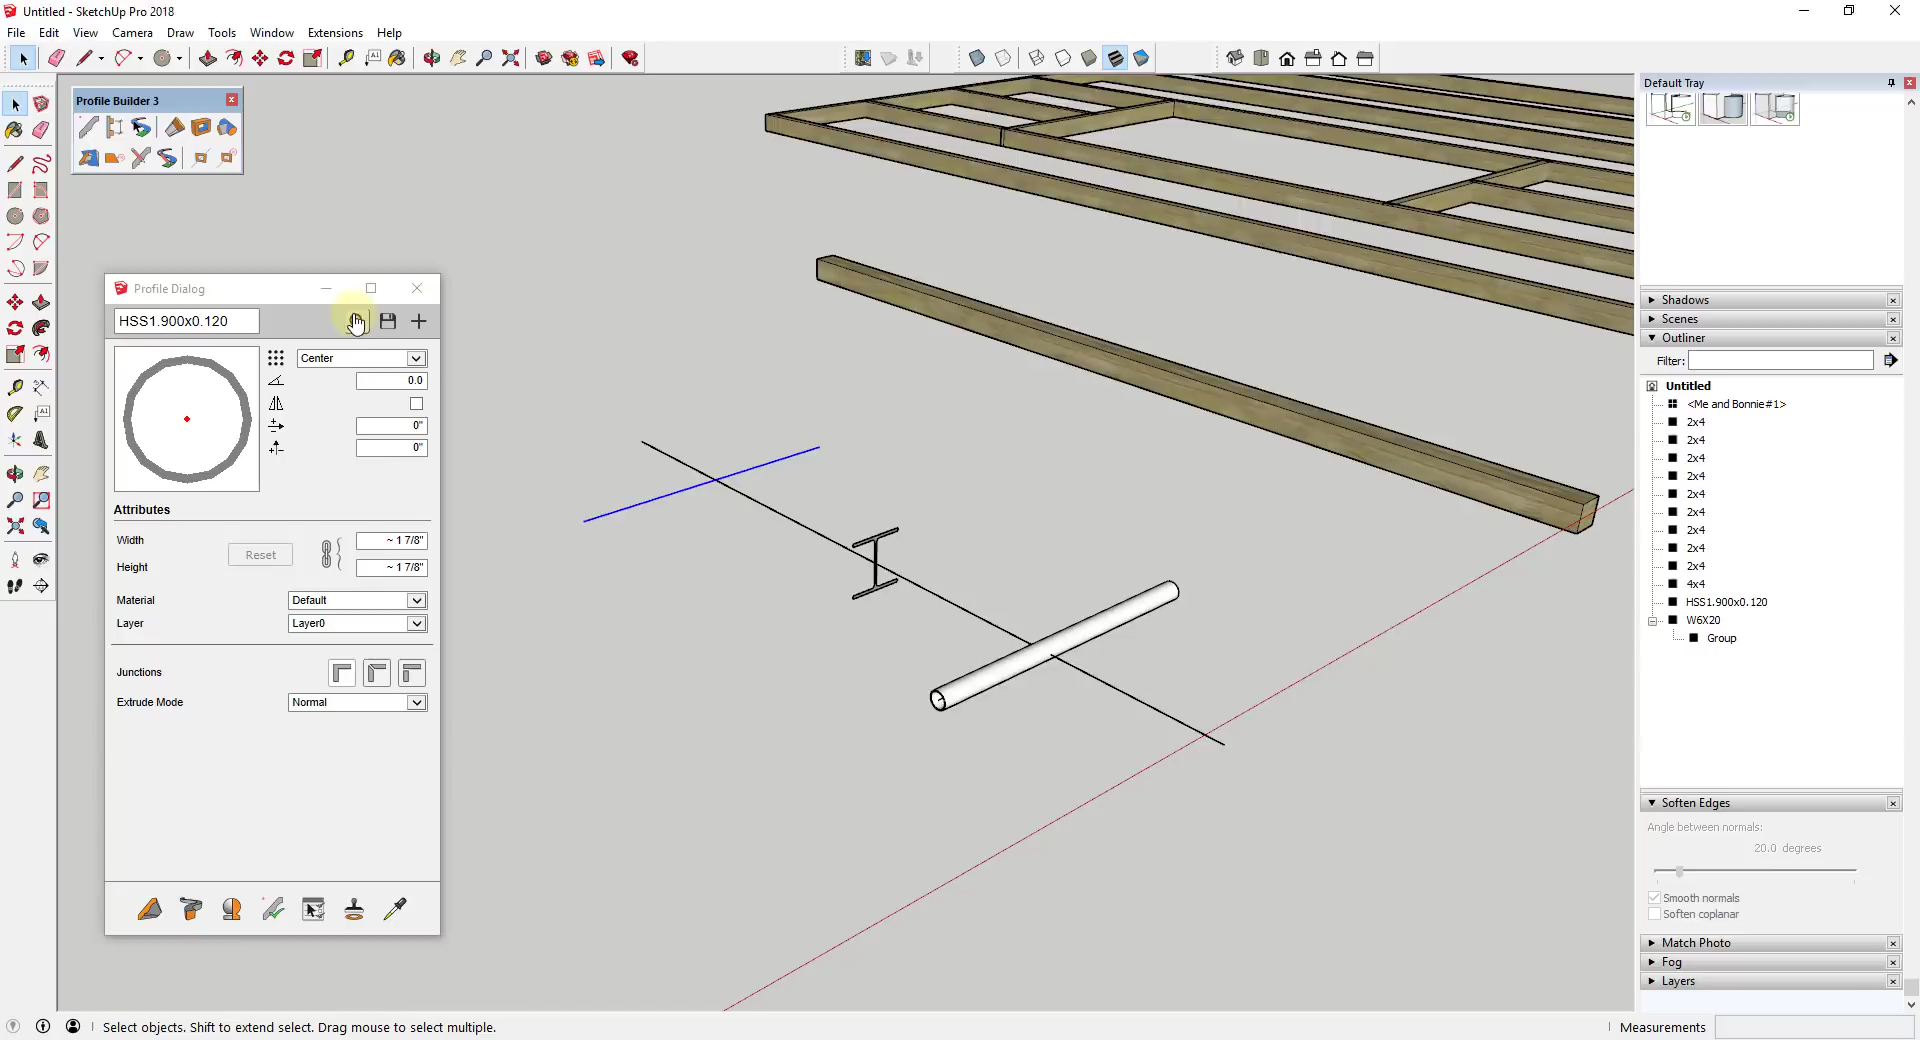 Untitled - SketchUp Pro 2018
File Edit View Camera Draw Tools Window Extensions Help
Profile Builder 3
Profile Dialog
HSS1.900x0.120
Center
0.0
0"
0"
Attributes
Width ~ 1 7/8"
Reset
Height ~ 1 7/8"
Material Default
Layer Layer0
Junctions
Extrude Mode Normal
Default Tray
Shadows
Scenes
Outliner
Filter:
Untitled
<Me and Bonnie#1>
2x4
2x4
2x4
2x4
2x4
2x4
2x4
2x4
2x4
4x4
HSS1.900x0.120
W6X20
Group
Soften Edges
Angle between normals:
20.0 degrees
Smooth normals
Soften coplanar
Match Photo
Fog
Layers
Select objects. Shift to extend select. Drag mouse to select multiple.
Measurements